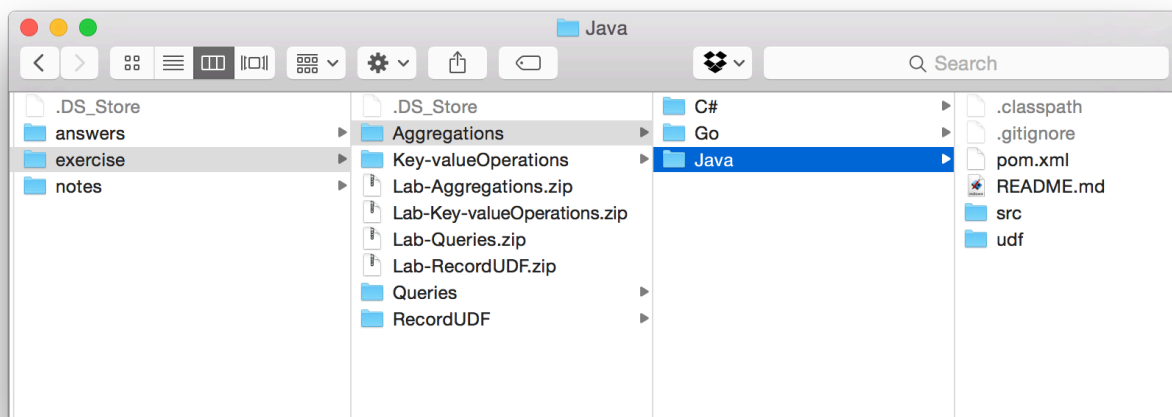 Java
Search
.DS_Store
answers
exercise
notes
.DS_Store
Aggregations
Key-valueOperations
Lab-Aggregations.zip
Lab-Key-valueOperations.zip
Lab-Queries.zip
Lab-RecordUDF.zip
Queries
RecordUDF
C#
Go
Java
.classpath
.gitignore
pom.xml
README.md
src
udf